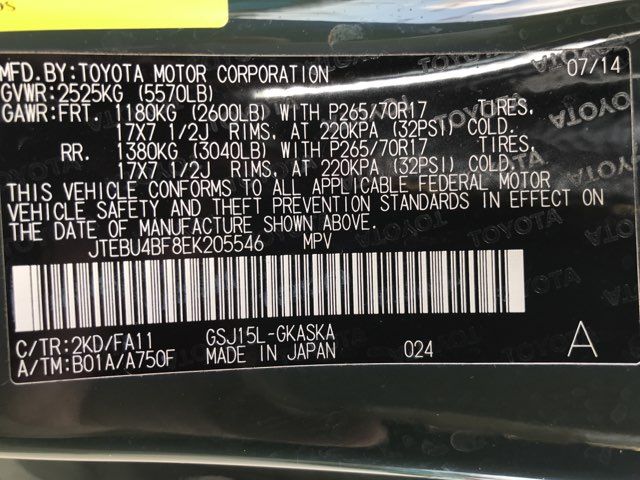 MFD.BY:TOYOTA MOTOR CORPORATION 07/14
GVWR:2525KG (5570LB)
GAWR:FRT. 1180KG (2600LB) WITH P265/70R17 TIRES,
17X7 1/2J RIMS, AT 220KPA (32PSI) COLD.
RR. 1380KG (3040LB) WITH P265/70R17 TIRES,
17X7 1/2J RIMS, AT 220KPA (32PSI) COLD.
THIS VEHICLE CONFORMS TO ALL APPLICABLE FEDERAL MOTOR
VEHICLE SAFETY AND THEFT PREVENTION STANDARDS IN EFFECT ON
THE DATE OF MANUFACTURE SHOWN ABOVE.
JTEBU4BF8EK205546 MPV
C/TR:2KD/FA11 GSJ15L-GKASKA
A/TM:B01A/A750F MADE IN JAPAN 024 A